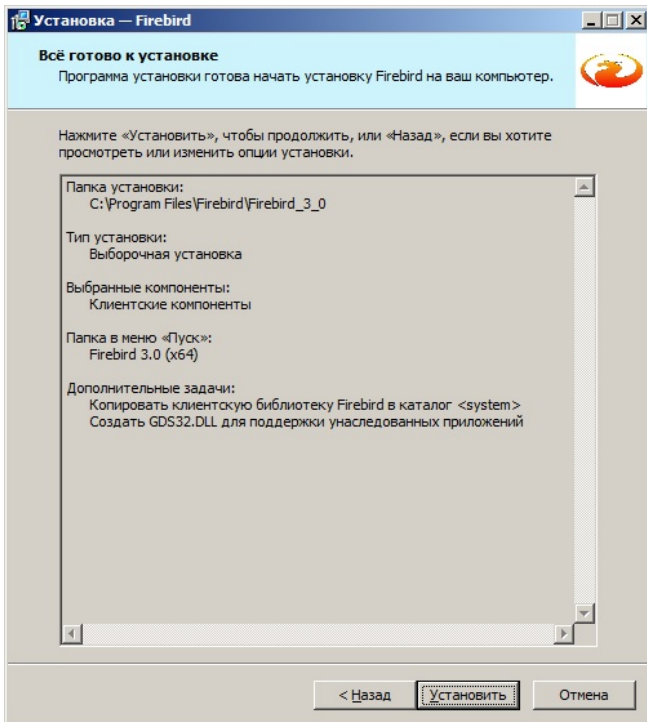 Установка — Firebird
Всё готово к установке
Программа установки готова начать установку Firebird на ваш компьютер.
Нажмите «Установить», чтобы продолжить, или «Назад», если вы хотите
просмотреть или изменить опции установки.
Папка установки:
C:\Program Files\Firebird\Firebird_3_0
Тип установки:
Выборочная установка
Выбранные компоненты:
Клиентские компоненты
Папка в меню «Пуск»:
Firebird 3.0 (x64)
Дополнительные задачи:
Копировать клиентскую библиотеку Firebird в каталог <system>
Создать GDS32.DLL для поддержки унаследованных приложений
< Назад
Установить
Отмена